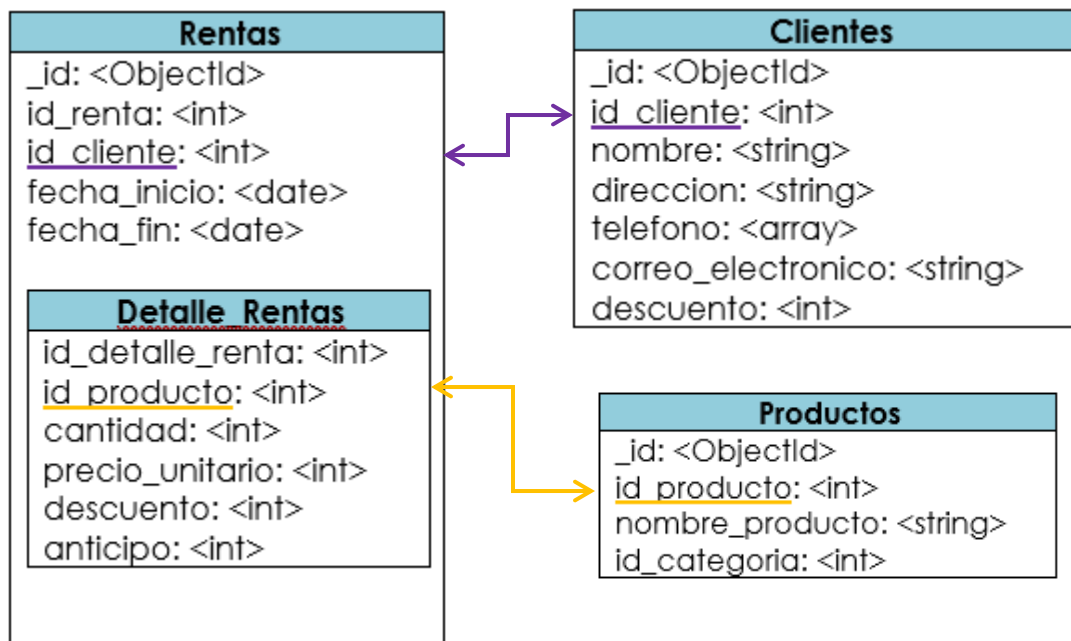 Rentas
_id: <ObjectId>
id_renta: <int>
id_cliente: <int>
fecha_inicio: <date>
fecha_fin: <date>
Detalle_Rentas
id_detalle_renta: <int>
id_producto: <int>
cantidad: <int>
precio_unitario: <int>
descuento: <int>
anticipo: <int>
Clientes
_id: <ObjectId>
id_cliente: <int>
nombre: <string>
direccion: <string>
telefono: <array>
correo_electronico: <string>
descuento: <int>
Productos
_id: <ObjectId>
id_producto: <int>
nombre_producto: <string>
id_categoria: <int>